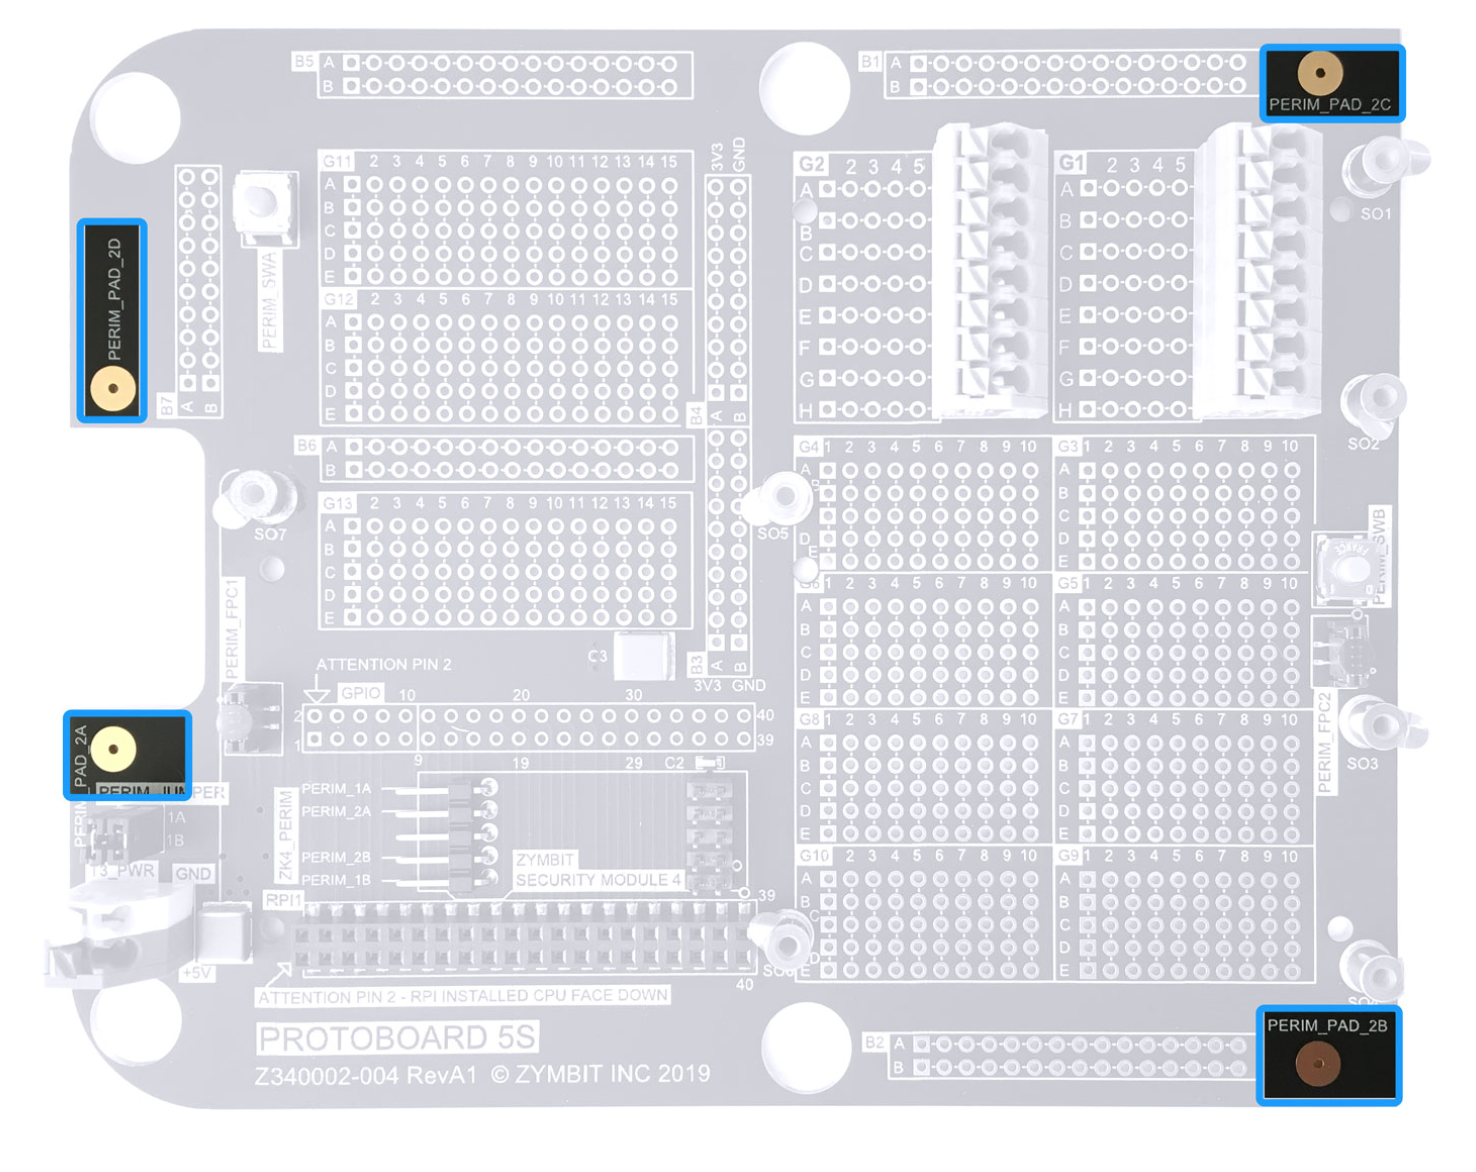 B5 A
B
B1 A
B
PERIM_PAD_2C
G11 2 3 4 5 6 7 8 9 10 11 12 13 14 15
A
B
C
D
E
3V3 GND
G2 2 3 4 5
A
B
C
D
E
F
G
H
G1 2 3 4 5
A
B
C
D
E
F
G
H
SO1
PERIM_PAD_2D
PERIM_SWA
G12 2 3 4 5 6 7 8 9 10 11 12 13 14 15
A
B
C
D
E
B7 A B
B4 A B
SO2
B6 A
B
G4 1 2 3 4 5 6 7 8 9 10
A
B
C
D
E
G3 1 2 3 4 5 6 7 8 9 10
A
B
C
D
E
G13 2 3 4 5 6 7 8 9 10 11 12 13 14 15
A
B
C
D
E
SO7
SO5
PERIM_SWB
PERIM_FPC1
G6 1 2 3 4 5 6 7 8 9 10
A
B
C
D
E
G5 1 2 3 4 5 6 7 8 9 10
A
B
C
D
E
C3
B3 A B
3V3 GND
ATTENTION PIN 2
GPIO 10 20 30
2 40
1 39
9 19 29 C2
PERIM_FPC2
SO3
G8 1 2 3 4 5 6 7 8 9 10
A
B
C
D
E
G7 1 2 3 4 5 6 7 8 9 10
A
B
C
D
E
PAD_2A
PERIM_JUMPER
1A
1B
ZK4_PERIM
PERIM_1A
PERIM_2A
PERIM_2B
PERIM_1B
ZYMBIT
SECURITY MODULE 4
G10 2 3 4 5 6 7 8 9 10
A
B
C
D
E
G9 1 2 3 4 5 6 7 8 9 10
A
B
C
D
E
T3_PWR GND
+5V
RPI1 39
40
ATTENTION PIN 2 - RPI INSTALLED CPU FACE DOWN
PROTOBOARD 5S
Z340002-004 RevA1 © ZYMBIT INC 2019
B2 A
B
PERIM_PAD_2B